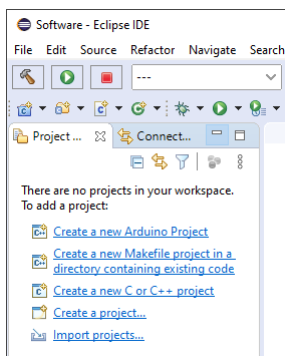 Software - Eclipse IDE
File Edit Source Refactor Navigate Search
---
Project ... Connect...
There are no projects in your workspace.
To add a project:
Create a new Arduino Project
Create a new Makefile project in a
directory containing existing code
Create a new C or C++ project
Create a project...
Import projects...